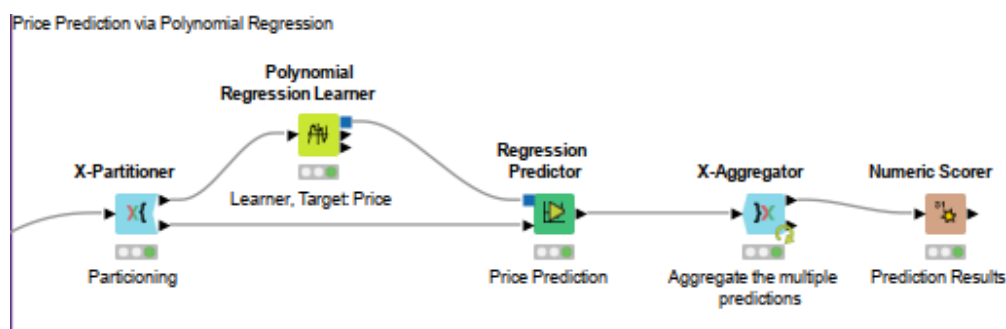 Price Prediction via Polynomial Regression
Polynomial
Regression Learner
Learner, Target: Price
X-Partitioner
Particioning
Regression
Predictor
Price Prediction
X-Aggregator
Aggregate the multiple
predictions
Numeric Scorer
Prediction Results